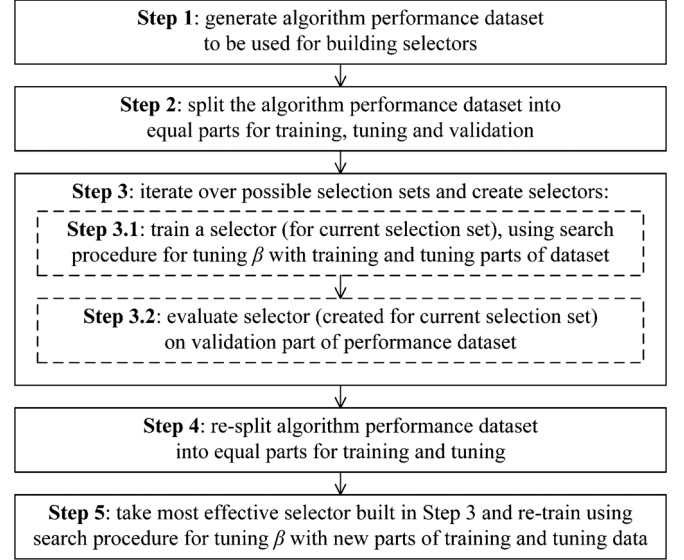 Step 1: generate algorithm performance dataset
to be used for building selectors
Step 2: split the algorithm performance dataset into
equal parts for training, tuning and validation
Step 3: iterate over possible selection sets and create selectors:
Step 3.1: train a selector (for current selection set), using search
procedure for tuning β with training and tuning parts of dataset
Step 3.2: evaluate selector (created for current selection set)
on validation part of performance dataset
Step 4: re-split algorithm performance dataset
into equal parts for training and tuning
Step 5: take most effective selector built in Step 3 and re-train using
search procedure for tuning β with new parts of training and tuning data